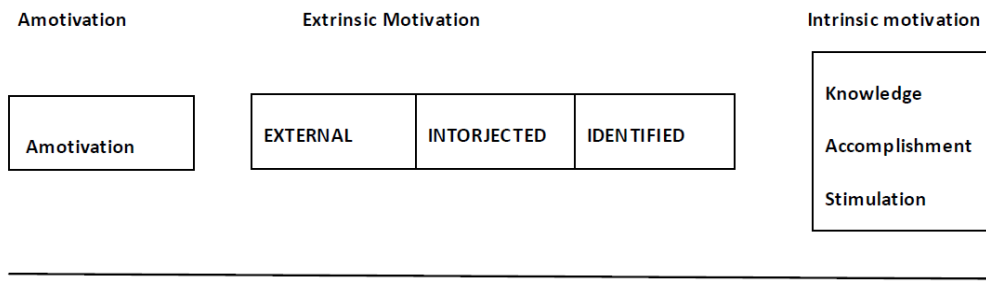 Amotivation
Extrinsic Motivation
Intrinsic motivation
Amotivation
EXTERNAL
INTORJECTED
IDENTIFIED
Knowledge
Accomplishment
Stimulation